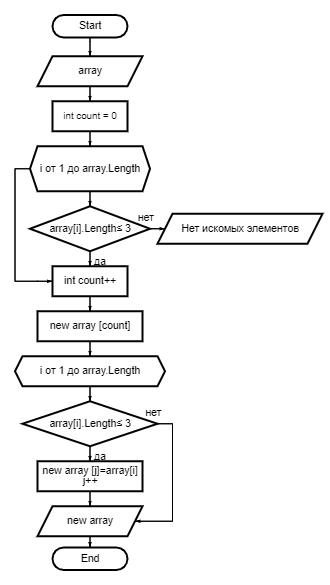 Start
array
int count = 0
i от 1 до array.Length
array[i].Length≤ 3
нет
Нет искомых элементов
да
int count++
new array [count]
i от 1 до array.Length
array[i].Length≤ 3
нет
да
new array [j]=array[i]
j++
new array
End